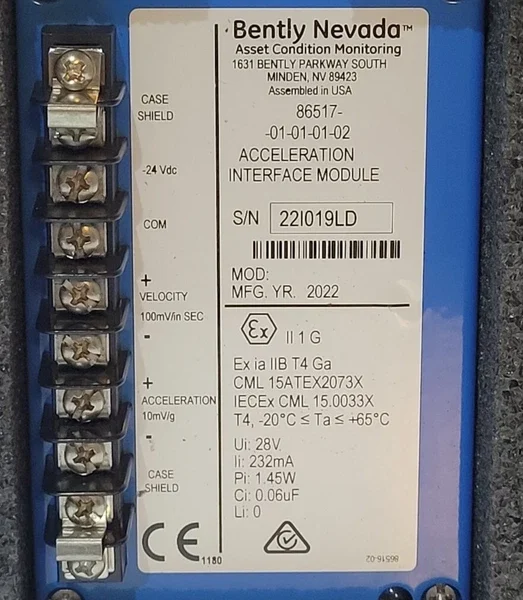 Bently Nevada™
Asset Condition Monitoring
1631 BENTLY PARKWAY SOUTH
MINDEN, NV 89423
Assembled in USA
86517-
-01-01-01-02
ACCELERATION
INTERFACE MODULE
S/N 22I019LD
MOD:
MFG. YR. 2022
CASE
SHIELD
-24 Vdc
COM
+
VELOCITY
100mV/in SEC
-
+
ACCELERATION
10mV/g
-
CASE
SHIELD
Ex II 1 G
Ex ia IIB T4 Ga
CML 15ATEX2073X
IECEx CML 15.0033X
T4, -20°C ≤ Ta ≤ +65°C
Ui: 28V
Ii: 232mA
Pi: 1.45W
Ci: 0.06uF
Li: 0
CE 1180
86516-02